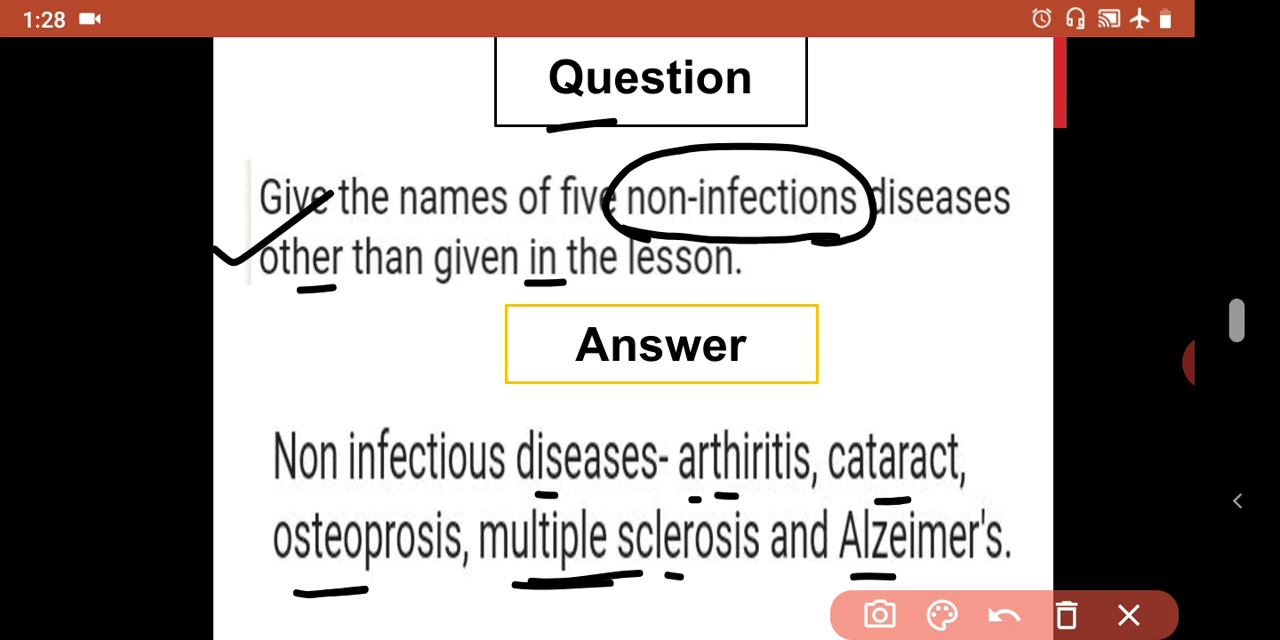 1:28
Question
Give the names of five non-infections diseases
other than given in the lesson.
Answer
Non infectious diseases- arthiritis, cataract,
osteoprosis, multiple sclerosis and Alzeimer's.